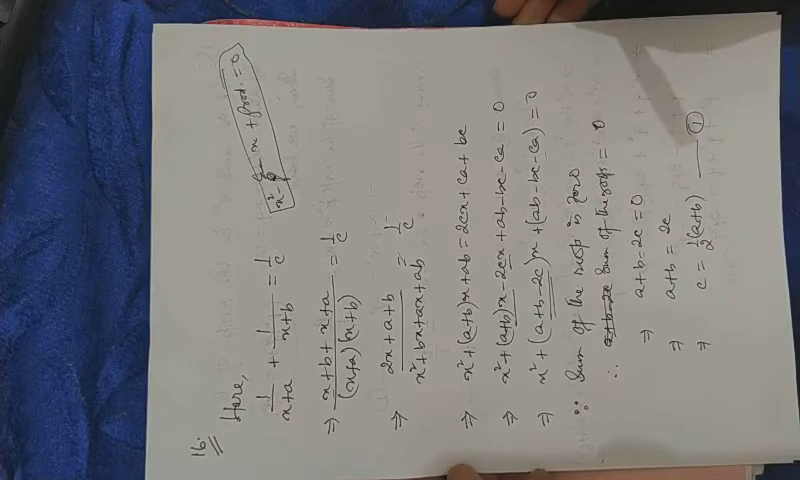 16.
Here,
x² - Sum x + prod. = 0
1/(x+a) + 1/(x+b) = 1/c
⇒ (x+b+x+a)/((x+a)(x+b)) = 1/c
⇒ (2x+a+b)/(x²+bx+ax+ab) = 1/c
⇒ x²+(a+b)x+ab = 2cx+ca+bc
⇒ x²+(a+b)x-2cx+ab-bc-ca = 0
⇒ x²+(a+b-2c)x+(ab-bc-ca) = 0
∵ Sum of the roots is zero
∴ a+b-2c Sum of the roots = 0
⇒ a+b-2c = 0
⇒ a+b = 2c
⇒ c = 1/2(a+b) — ①